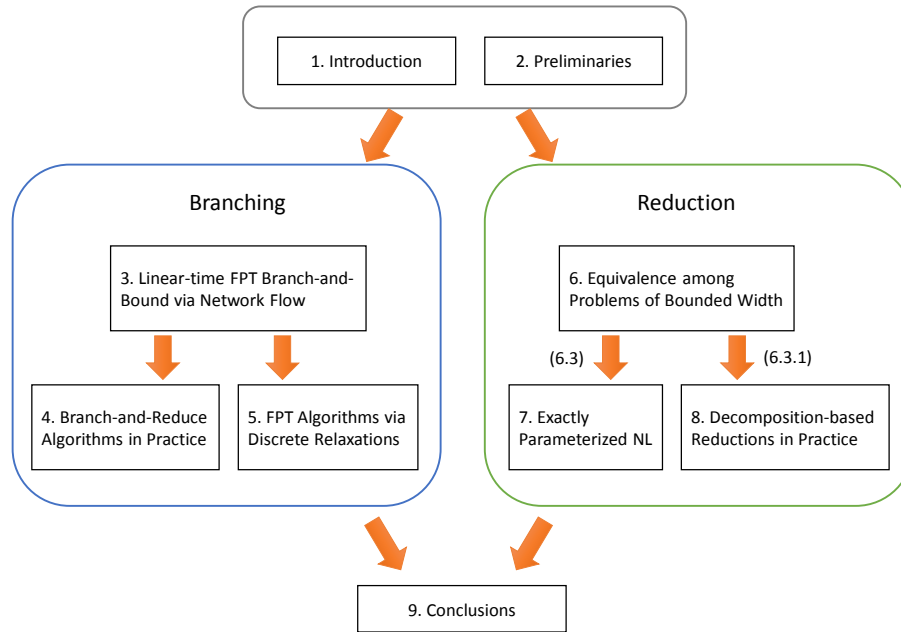 1. Introduction
2. Preliminaries
Branching
3. Linear-time FPT Branch-and-
Bound via Network Flow
4. Branch-and-Reduce
Algorithms in Practice
5. FPT Algorithms via
Discrete Relaxations
Reduction
6. Equivalence among
Problems of Bounded Width
(6.3)
(6.3.1)
7. Exactly
Parameterized NL
8. Decomposition-based
Reductions in Practice
9. Conclusions